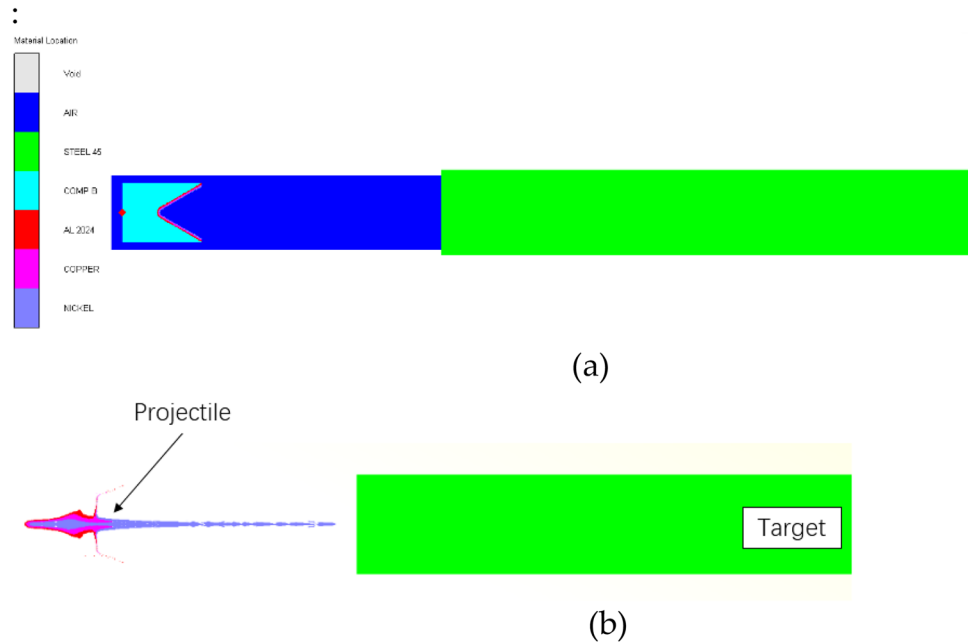 :
Material Location
Void
AIR
STEEL 45
COMP B
AL 2024
COPPER
NICKEL
(a)
Projectile
Target
(b)